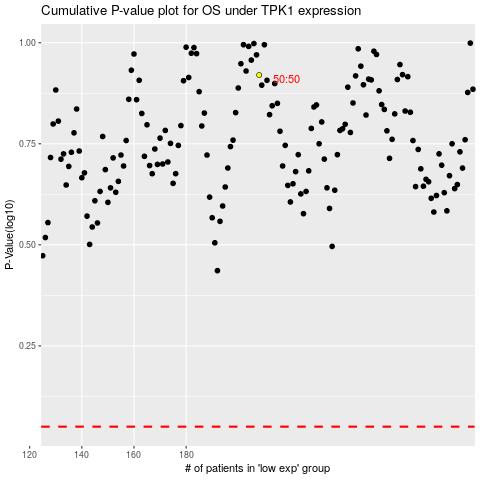 Cumulative P-value plot for OS under TPK1 expression
1.00
50:50
0.75
P-Value(log10)
0.50
0.25
120 140 160 180
# of patients in 'low exp' group